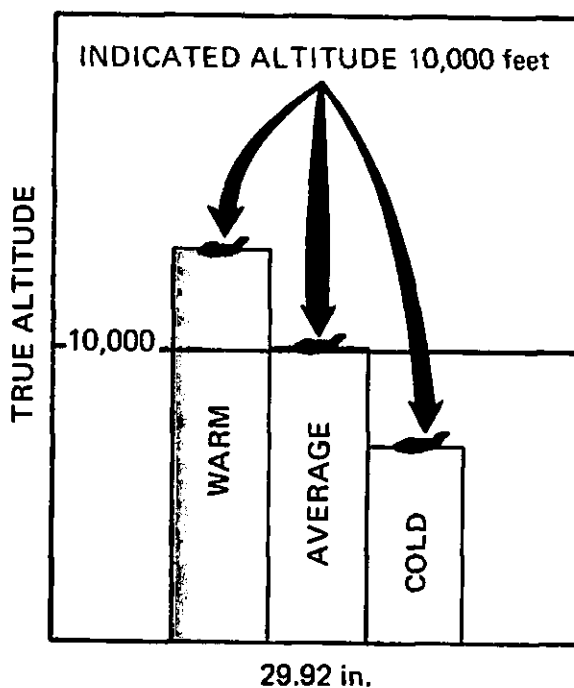 INDICATED ALTITUDE 10,000 feet
TRUE ALTITUDE
10,000
WARM
AVERAGE
COLD
29.92 in.